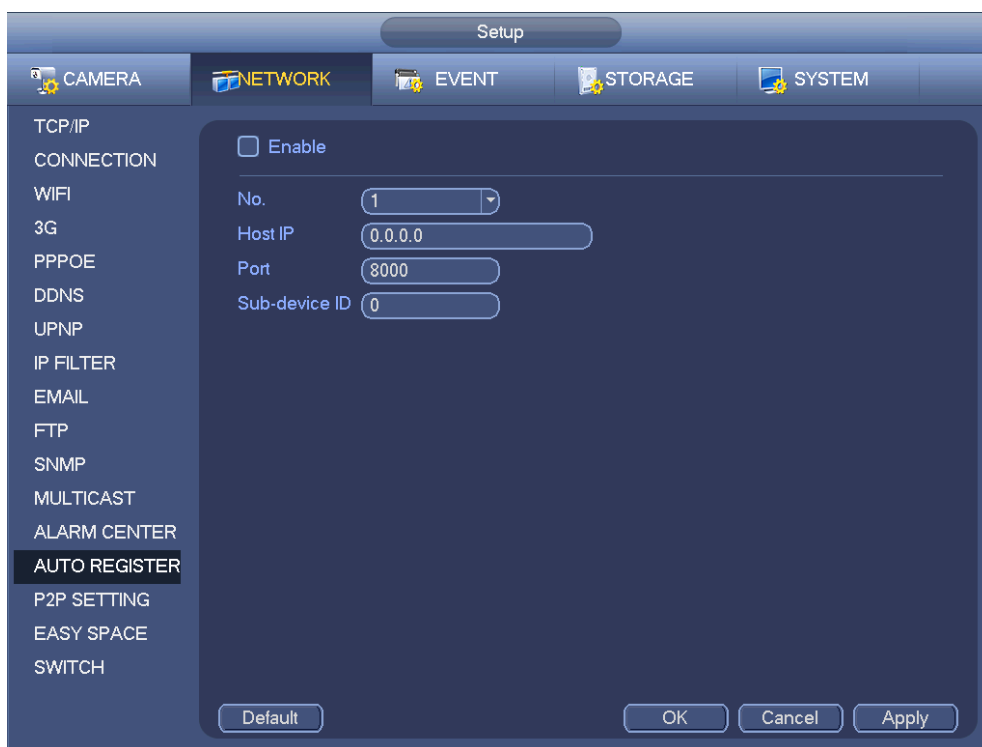 Setup
CAMERA
NETWORK
EVENT
STORAGE
SYSTEM
TCP/IP
CONNECTION
WIFI
3G
PPPOE
DDNS
UPNP
IP FILTER
EMAIL
FTP
SNMP
MULTICAST
ALARM CENTER
AUTO REGISTER
P2P SETTING
EASY SPACE
SWITCH
Enable
No. 1
Host IP 0.0.0.0
Port 8000
Sub-device ID 0
Default
OK
Cancel
Apply